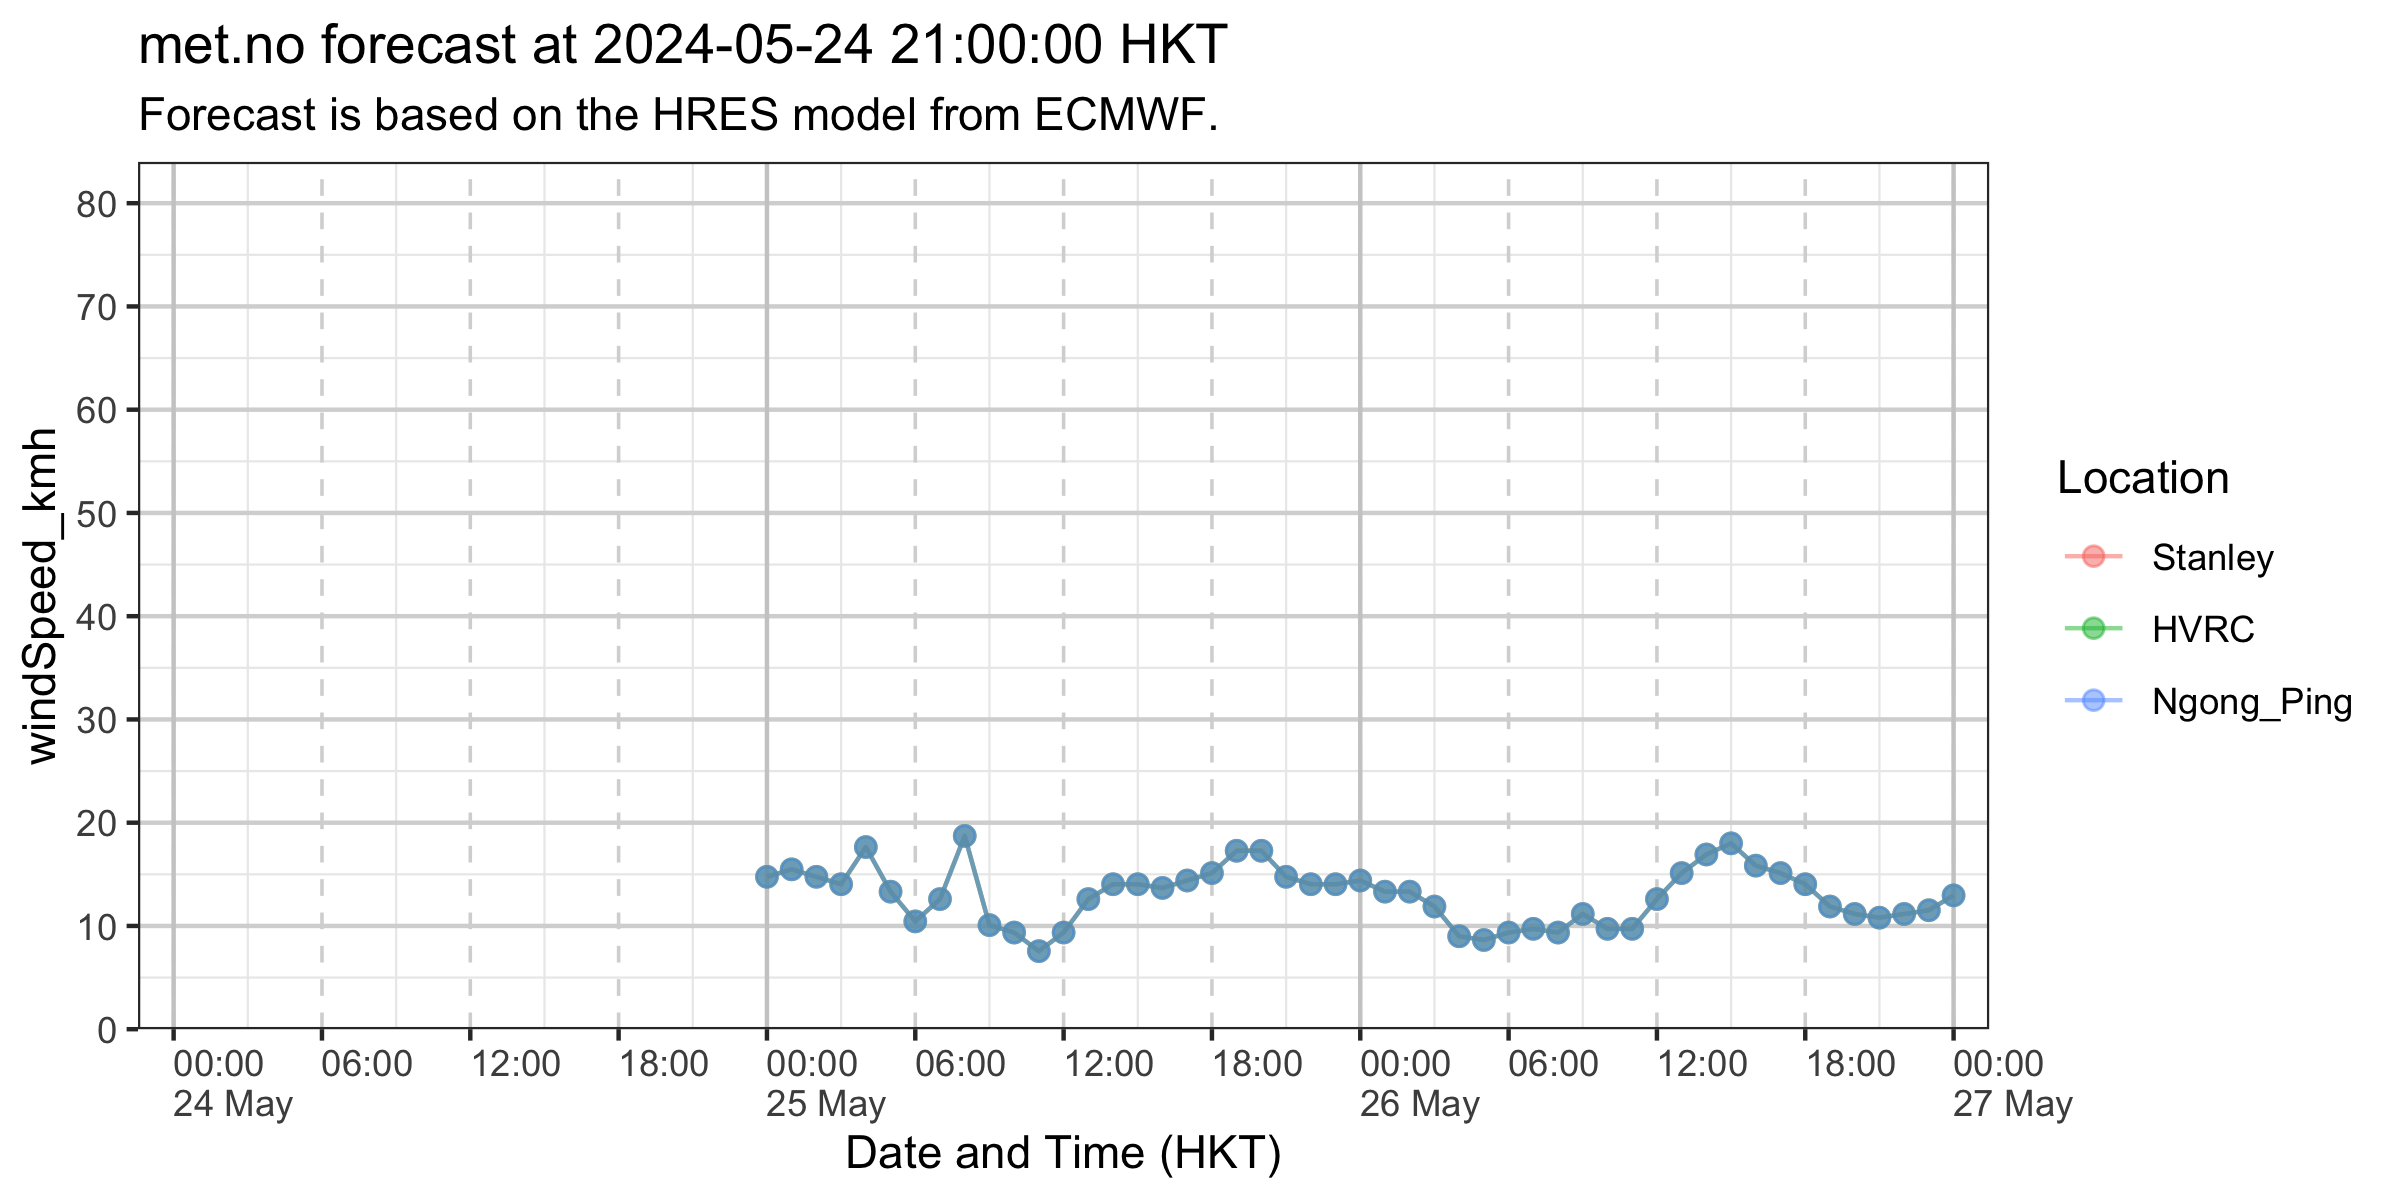 met.no forecast at 2024-05-24 21:00:00 HKT
Forecast is based on the HRES model from ECMWF.
windSpeed_kmh
80
70
60
50
40
30
20
10
0
00:00 06:00 12:00 18:00 00:00 06:00 12:00 18:00 00:00 06:00 12:00 18:00 00:00
24 May 25 May 26 May 27 May
Date and Time (HKT)
Location
Stanley
HVRC
Ngong_Ping